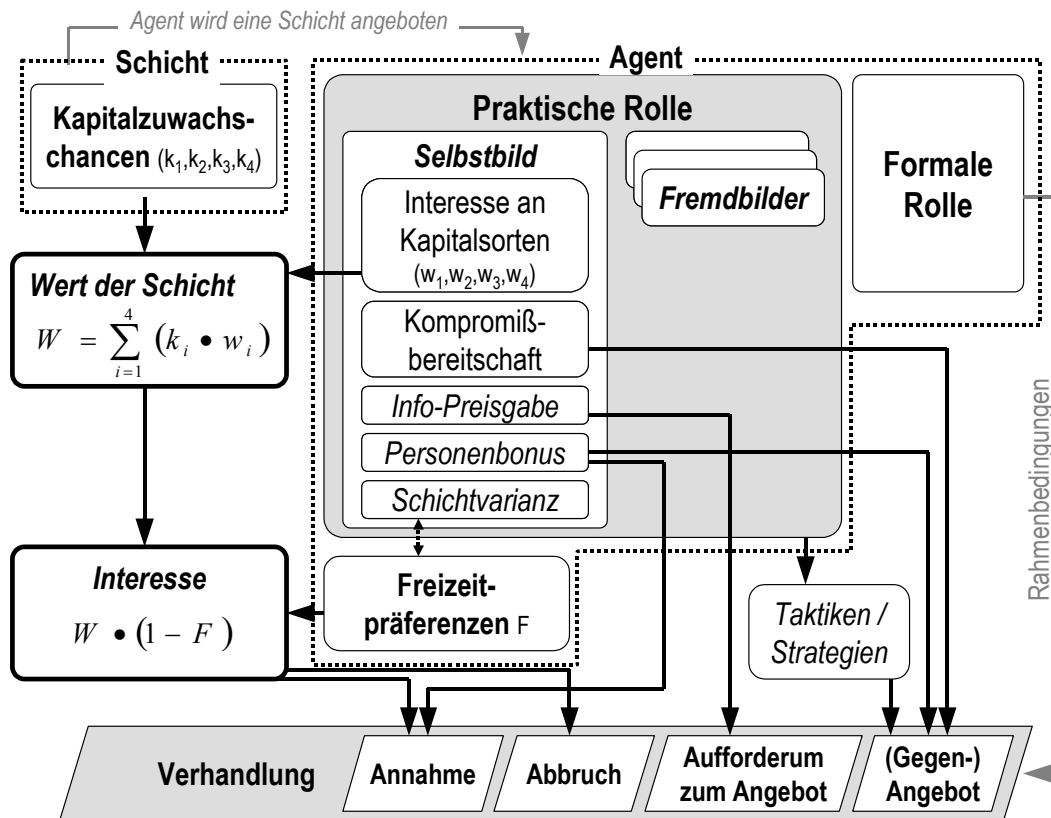 Agent wird eine Schicht angeboten
Schicht
Kapitalzuwachs-
chancen (k₁,k₂,k₃,k₄)
Agent
Praktische Rolle
Selbstbild
Interesse an
Kapitalsorten
(w₁,w₂,w₃,w₄)
Kompromiß-
bereitschaft
Info-Preisgabe
Personenbonus
Schichtvarianz
Fremdbilder
Formale
Rolle
Wert der Schicht
W = ∑ᵢ₌₁⁴ (kᵢ • wᵢ)
Interesse
W • (1 − F)
Freizeit-
präferenzen F
Taktiken /
Strategien
Rahmenbedingungen
Verhandlung
Annahme
Abbruch
Aufforderum
zum Angebot
(Gegen-)
Angebot